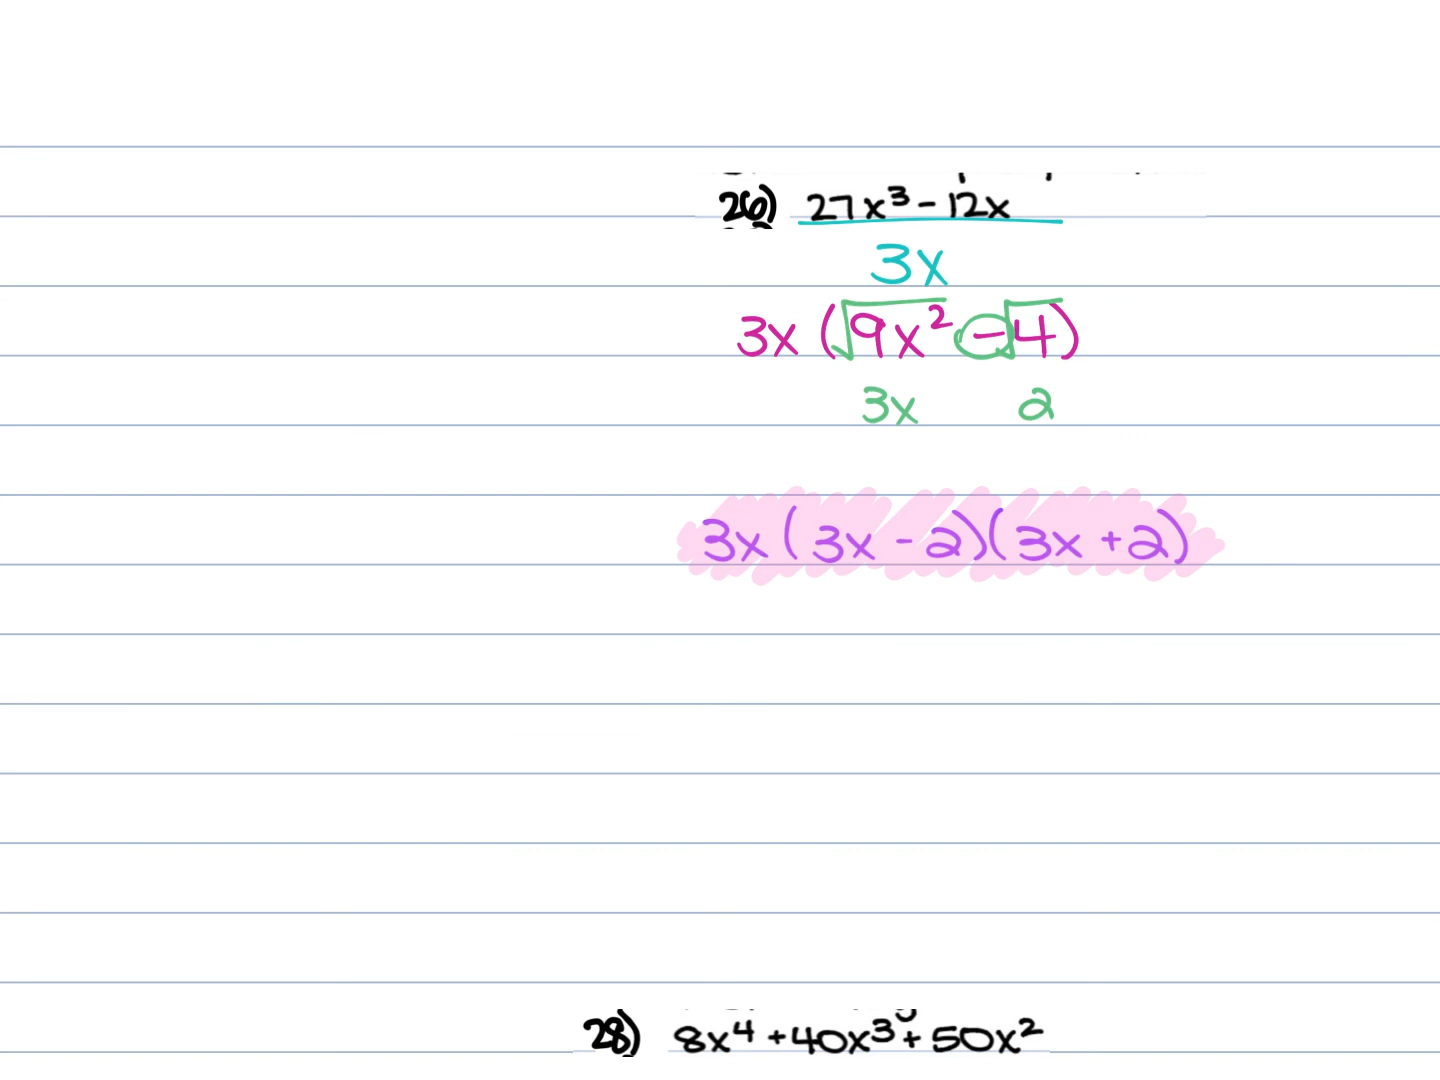 26) 27x³ - 12x
3x
3x (√9x² - √4)
3x 2
3x (3x - 2)(3x + 2)
28) 8x⁴ + 40x³ + 50x²